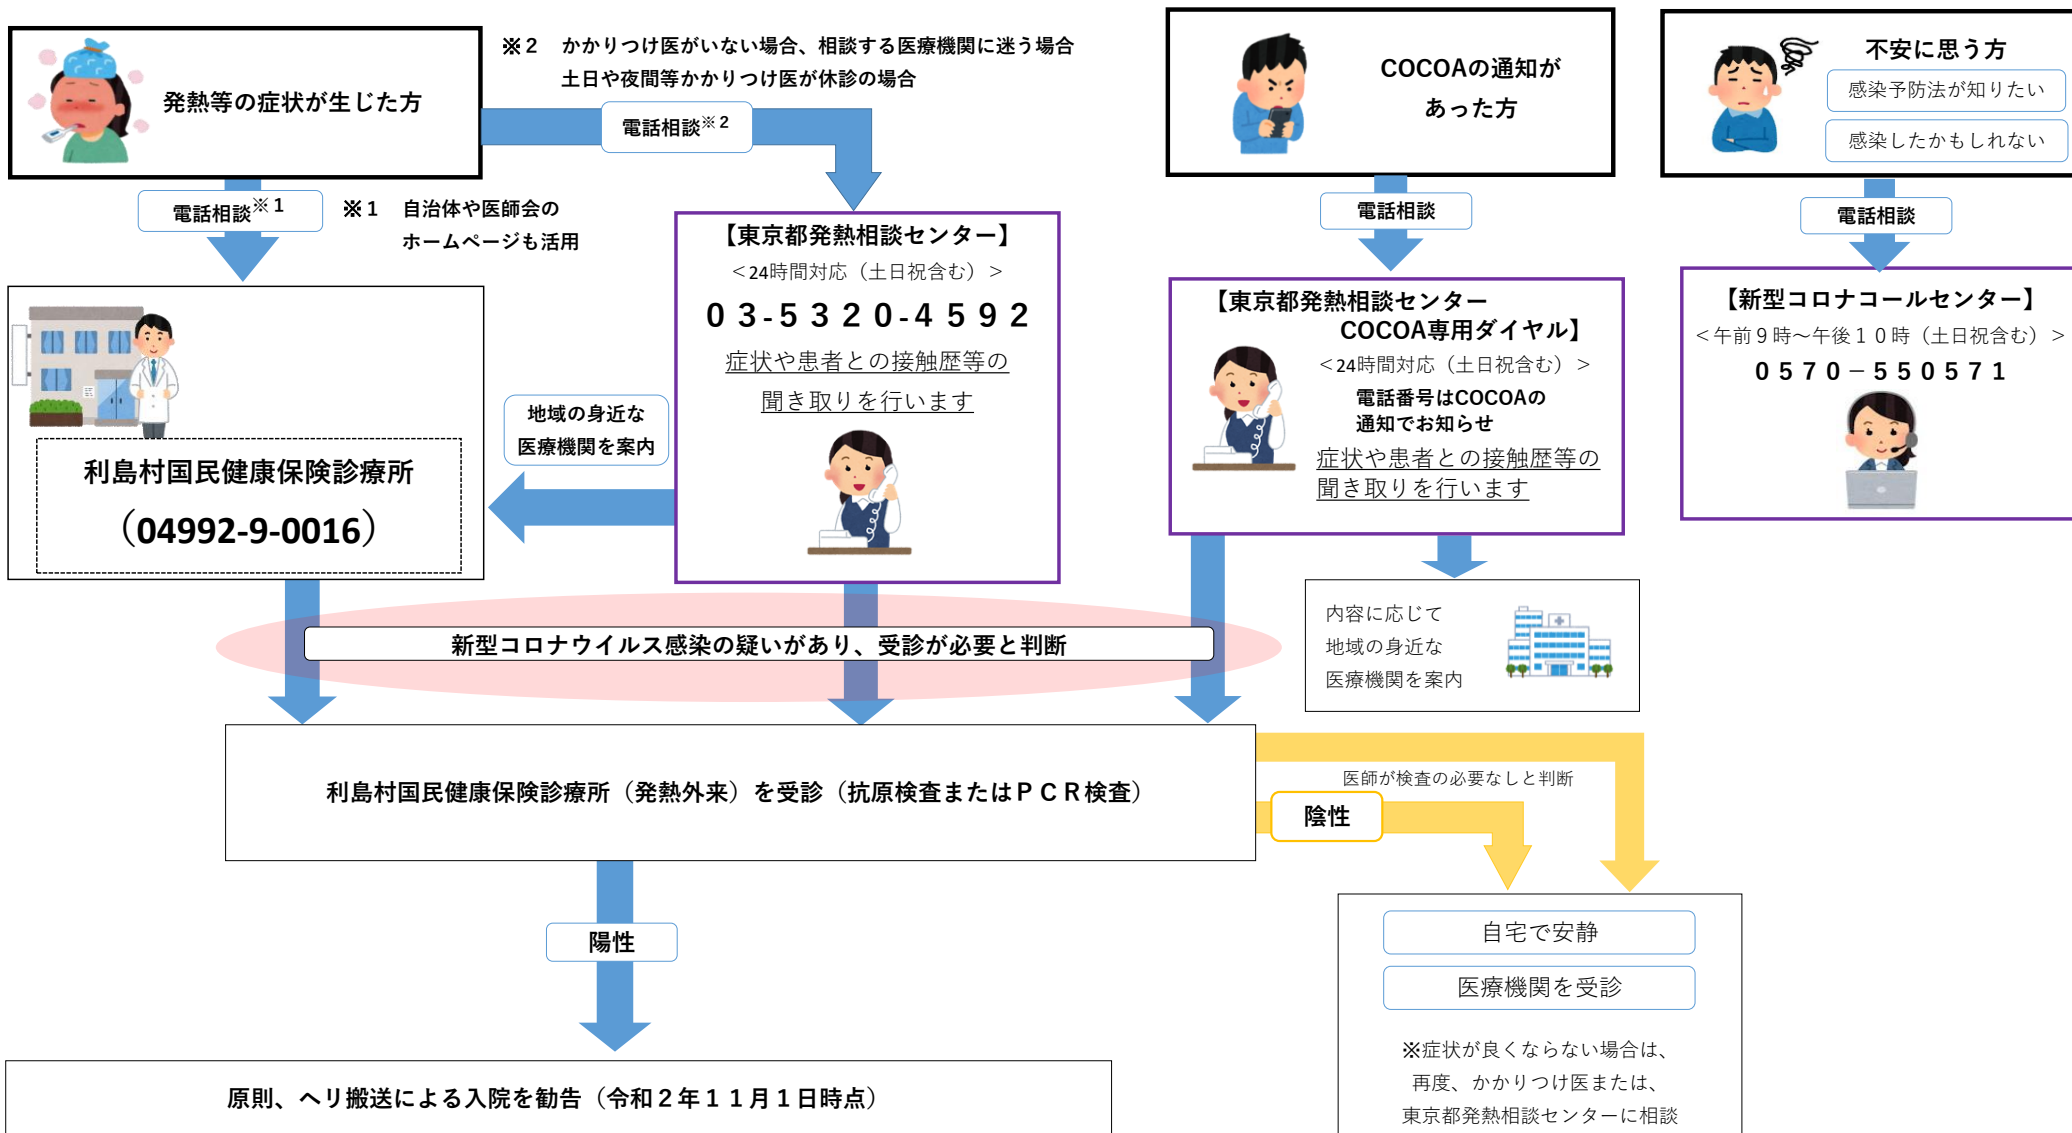 発熱等の症状が生じた方
※２　かかりつけ医がいない場合、相談する医療機関に迷う場合
土日や夜間等かかりつけ医が休診の場合
電話相談※２
電話相談※１
※１　自治体や医師会の
ホームページも活用
COCOAの通知が
あった方
不安に思う方
感染予防法が知りたい
感染したかもしれない
電話相談
電話相談
利島村国民健康保険診療所
（04992-9-0016）
【東京都発熱相談センター】
＜24時間対応（土日祝含む）＞
０３-５３２０-４５９２
症状や患者との接触歴等の
聞き取りを行います
地域の身近な
医療機関を案内
【東京都発熱相談センター
COCOA専用ダイヤル】
＜24時間対応（土日祝含む）＞
電話番号はCOCOAの
通知でお知らせ
症状や患者との接触歴等の
聞き取りを行います
【新型コロナコールセンター】
＜午前９時～午後１０時（土日祝含む）＞
０５７０－５５０５７１
内容に応じて
地域の身近な
医療機関を案内
新型コロナウイルス感染の疑いがあり、受診が必要と判断
利島村国民健康保険診療所（発熱外来）を受診（抗原検査またはＰＣＲ検査）
医師が検査の必要なしと判断
陰性
陽性
自宅で安静
医療機関を受診
※症状が良くならない場合は、
再度、かかりつけ医または、
東京都発熱相談センターに相談
原則、ヘリ搬送による入院を勧告（令和２年１１月１日時点）